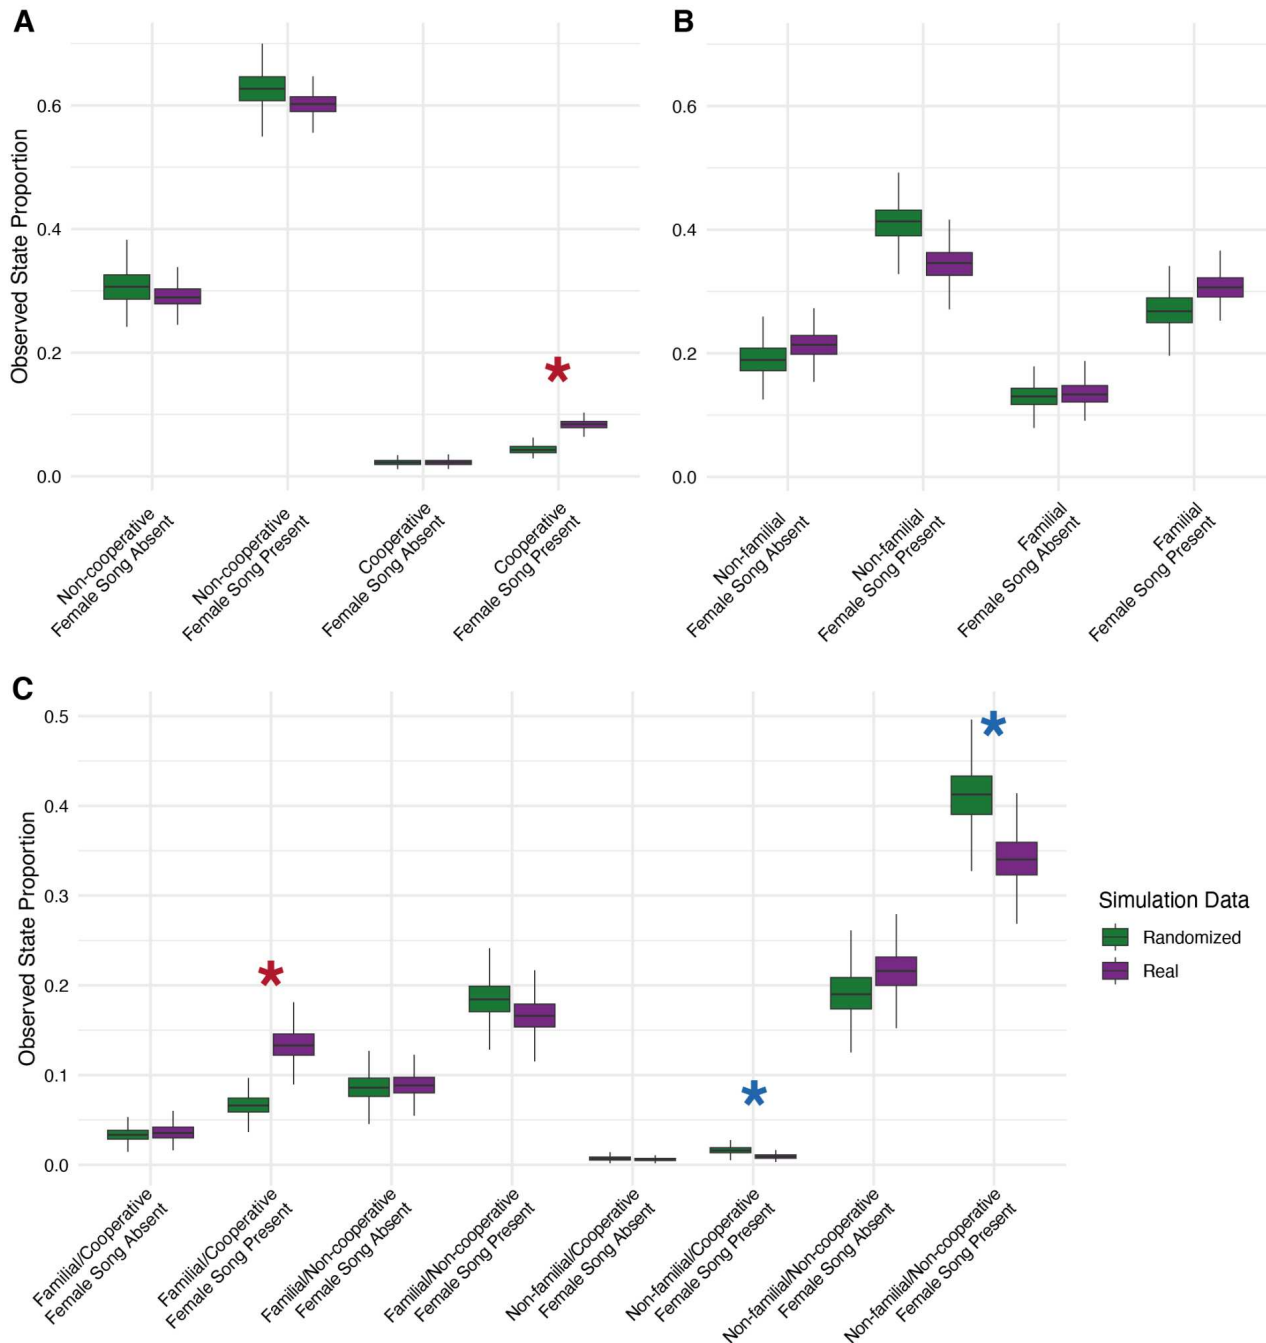 A
Observed State Proportion
0.6
0.4
0.2
0.0
Non-cooperative
Female Song Absent
Non-cooperative
Female Song Present
Cooperative
Female Song Absent
Cooperative
Female Song Present
B
0.6
0.4
0.2
0.0
Non-familial
Female Song Absent
Non-familial
Female Song Present
Familial
Female Song Absent
Familial
Female Song Present
C
Observed State Proportion
0.5
0.4
0.3
0.2
0.1
0.0
Familial/Cooperative
Female Song Absent
Familial/Cooperative
Female Song Present
Familial/Non-cooperative
Female Song Absent
Familial/Non-cooperative
Female Song Present
Non-familial/Cooperative
Female Song Absent
Non-familial/Cooperative
Female Song Present
Non-familial/Non-cooperative
Female Song Absent
Non-familial/Non-cooperative
Female Song Present
Simulation Data
Randomized
Real